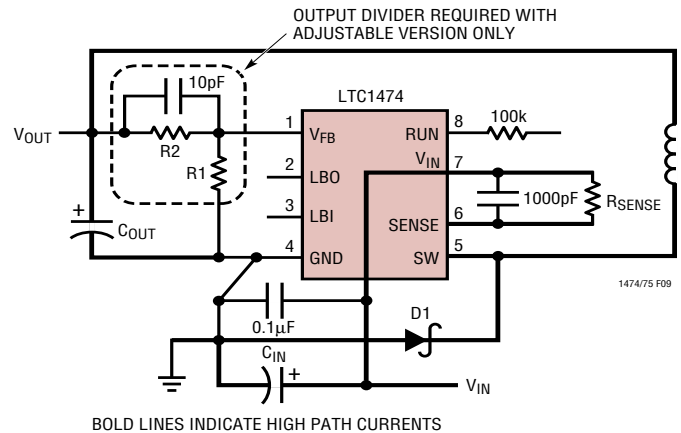 OUTPUT DIVIDER REQUIRED WITH
ADJUSTABLE VERSION ONLY
10pF
LTC1474
VOUT
R2
R1
1
VFB
RUN
8
100k
2
LBO
VIN
7
3
LBI
1000pF
RSENSE
SENSE
6
4
GND
SW
5
+
COUT
1474/75 F09
0.1µF
D1
CIN
+
VIN
BOLD LINES INDICATE HIGH PATH CURRENTS